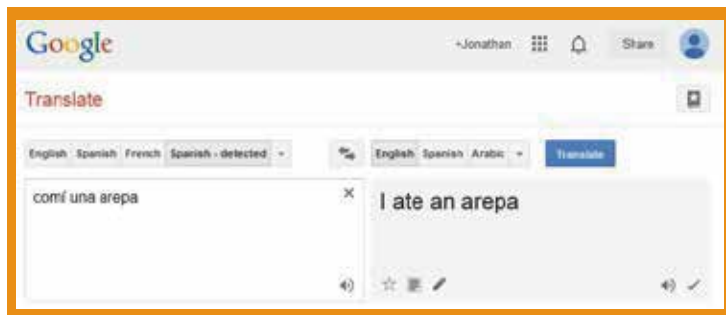 Google +Jonathan Share
Translate
English Spanish French Spanish - detected English Spanish Arabic Translate
comí una arepa I ate an arepa